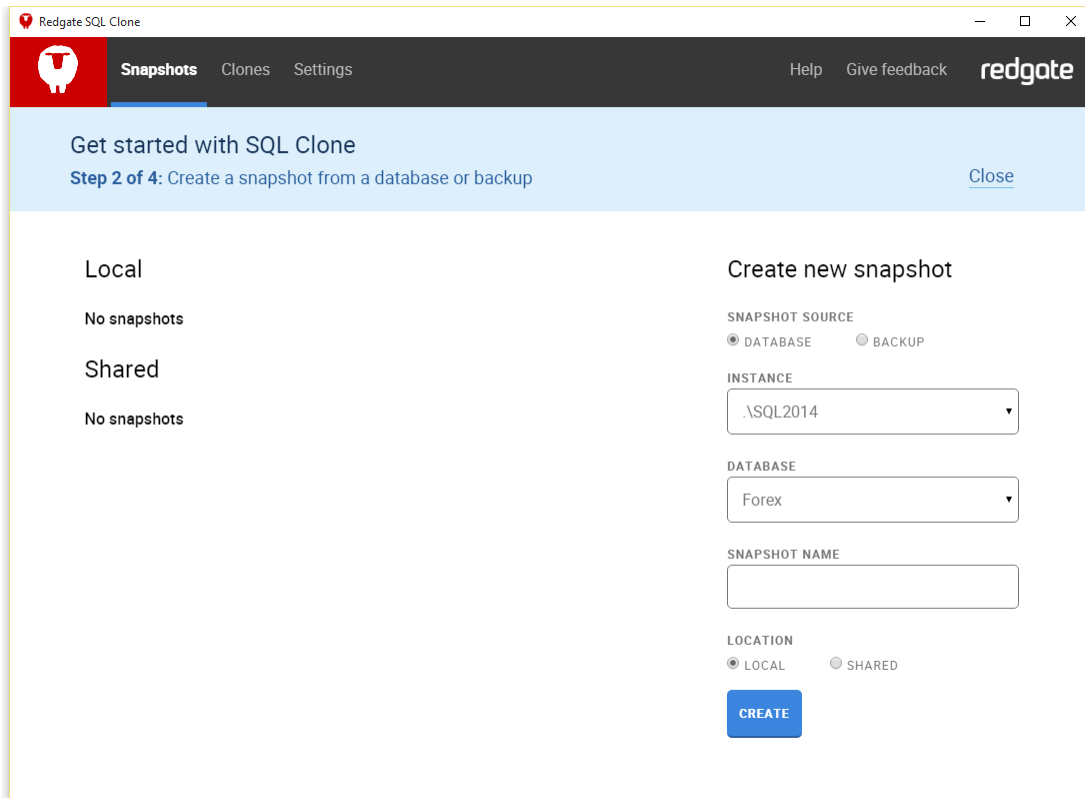 Redgate SQL Clone
Snapshots Clones Settings Help Give feedback redgate
Get started with SQL Clone
Step 2 of 4: Create a snapshot from a database or backup
Close
Local
No snapshots
Shared
No snapshots
Create new snapshot
SNAPSHOT SOURCE
DATABASE BACKUP
INSTANCE
.\SQL2014
DATABASE
Forex
SNAPSHOT NAME
LOCATION
LOCAL SHARED
CREATE